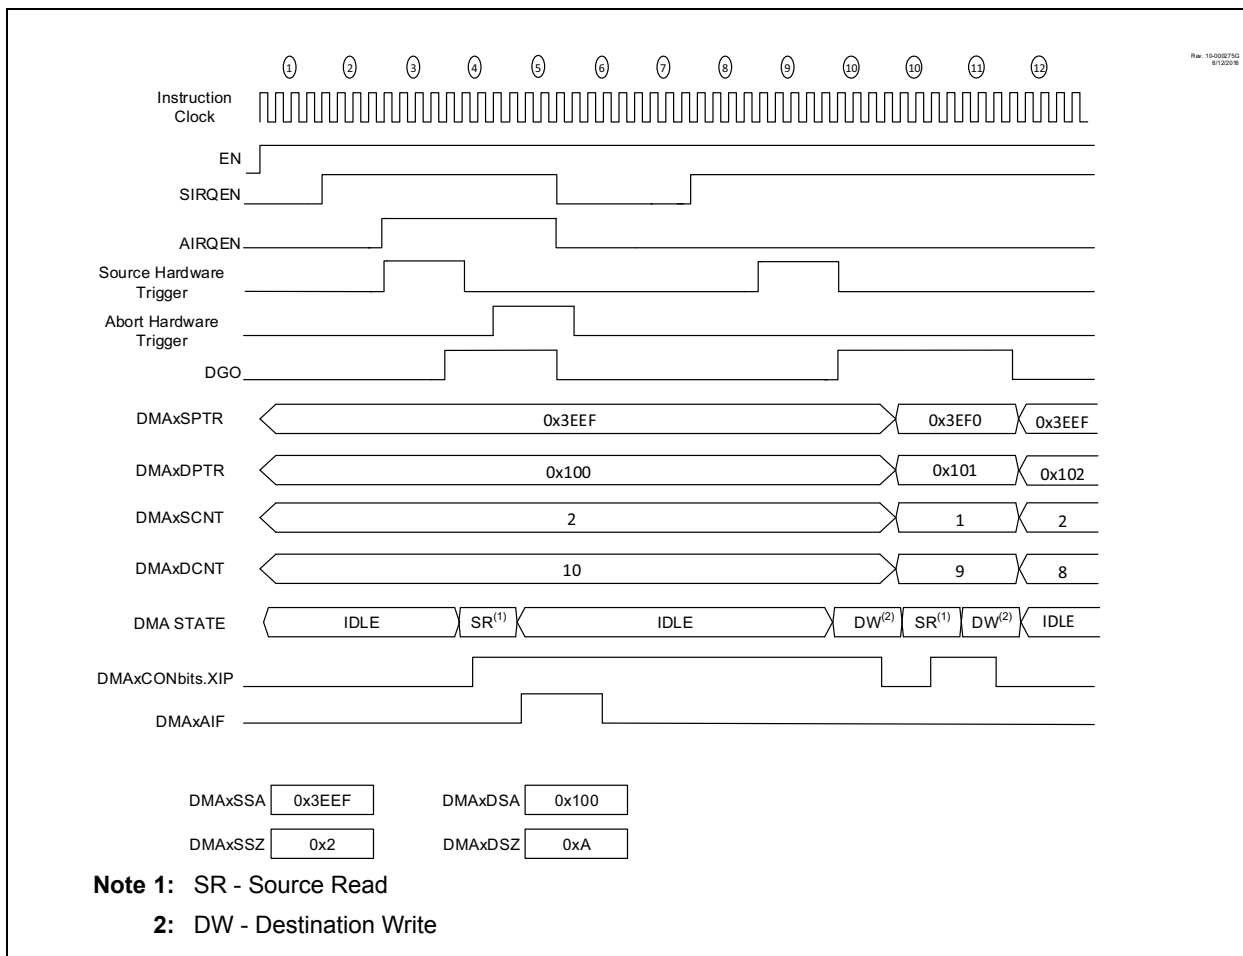 Rev. 10-000275G
8/12/2016
1 2 3 4 5 6 7 8 9 10 10 11 12
Instruction
Clock
EN
SIRQEN
AIRQEN
Source Hardware
Trigger
Abort Hardware
Trigger
DGO
DMAxSPTR 0x3EEF 0x3EF0 0x3EEF
DMAxDPTR 0x100 0x101 0x102
DMAxSCNT 2 1 2
DMAxDCNT 10 9 8
DMA STATE IDLE SR(1) IDLE DW(2) SR(1) DW(2) IDLE
DMAxCONbits.XIP
DMAxAIF
DMAxSSA 0x3EEF DMAxDSA 0x100
DMAxSSZ 0x2 DMAxDSZ 0xA
Note 1: SR - Source Read
2: DW - Destination Write